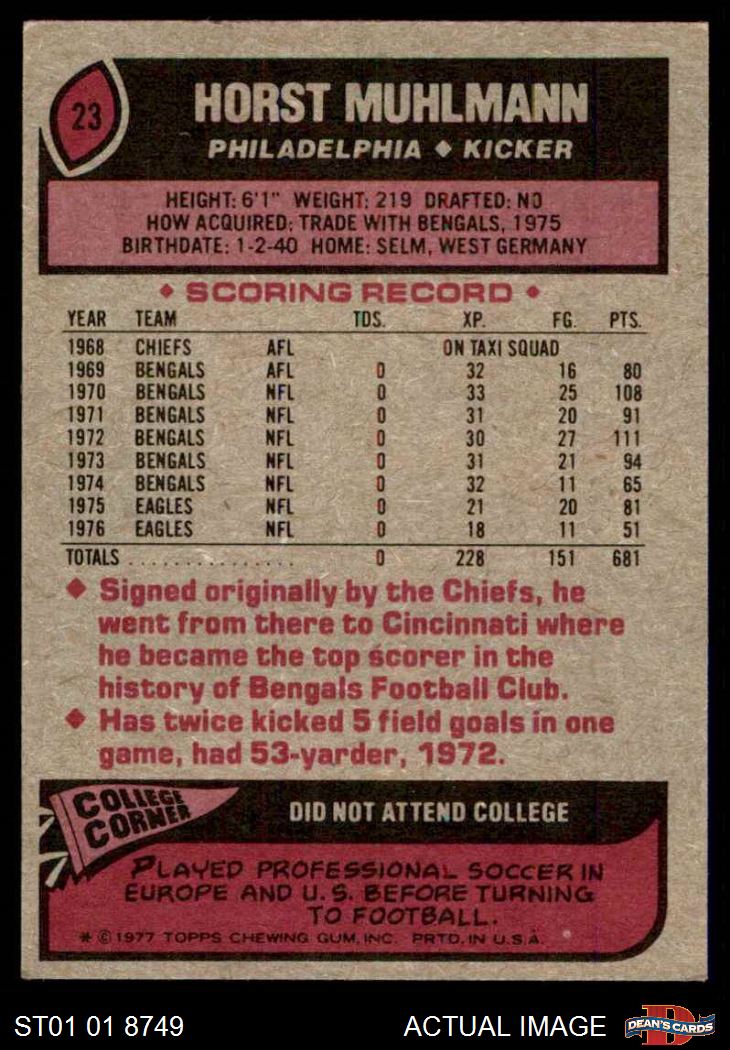 23
HORST MUHLMANN
PHILADELPHIA ♦ KICKER
HEIGHT: 6'1" WEIGHT: 219 DRAFTED: NO
HOW ACQUIRED: TRADE WITH BENGALS, 1975
BIRTHDATE: 1-2-40 HOME: SELM, WEST GERMANY
♦ SCORING RECORD ♦
YEAR TEAM TDS. XP. FG. PTS.
1968 CHIEFS AFL ON TAXI SQUAD
1969 BENGALS AFL 0 32 16 80
1970 BENGALS NFL 0 33 25 108
1971 BENGALS NFL 0 31 20 91
1972 BENGALS NFL 0 30 27 111
1973 BENGALS NFL 0 31 21 94
1974 BENGALS NFL 0 32 11 65
1975 EAGLES NFL 0 21 20 81
1976 EAGLES NFL 0 18 11 51
TOTALS . . . . . . . . . . . . . . . 0 228 151 681
♦ Signed originally by the Chiefs, he
went from there to Cincinnati where
he became the top scorer in the
history of Bengals Football Club.
♦ Has twice kicked 5 field goals in one
game, had 53-yarder, 1972.
COLLEGE
CORNER
DID NOT ATTEND COLLEGE
PLAYED PROFESSIONAL SOCCER IN
EUROPE AND U.S. BEFORE TURNING
TO FOOTBALL.
* © 1977 TOPPS CHEWING GUM, INC. PRTD. IN U.S.A.
ST01 01 8749
ACTUAL IMAGE
D
DEAN'S CARDS